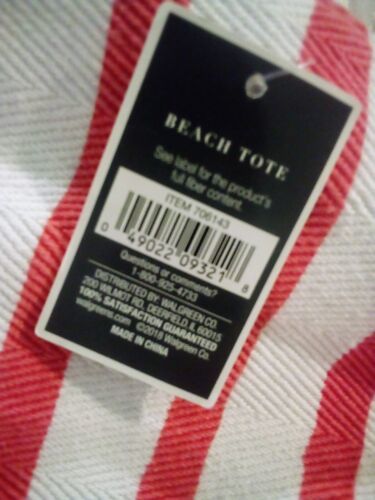 BEACH TOTE
See label for the product's
full fiber content.
ITEM 706143
0 49022 09321 8
Questions or comments?
1-800-925-4733
DISTRIBUTED BY: WALGREEN CO.
200 WILMOT RD., DEERFIELD, IL 60015
100% SATISFACTION GUARANTEED
walgreens.com ©2018 Walgreen Co.
MADE IN CHINA